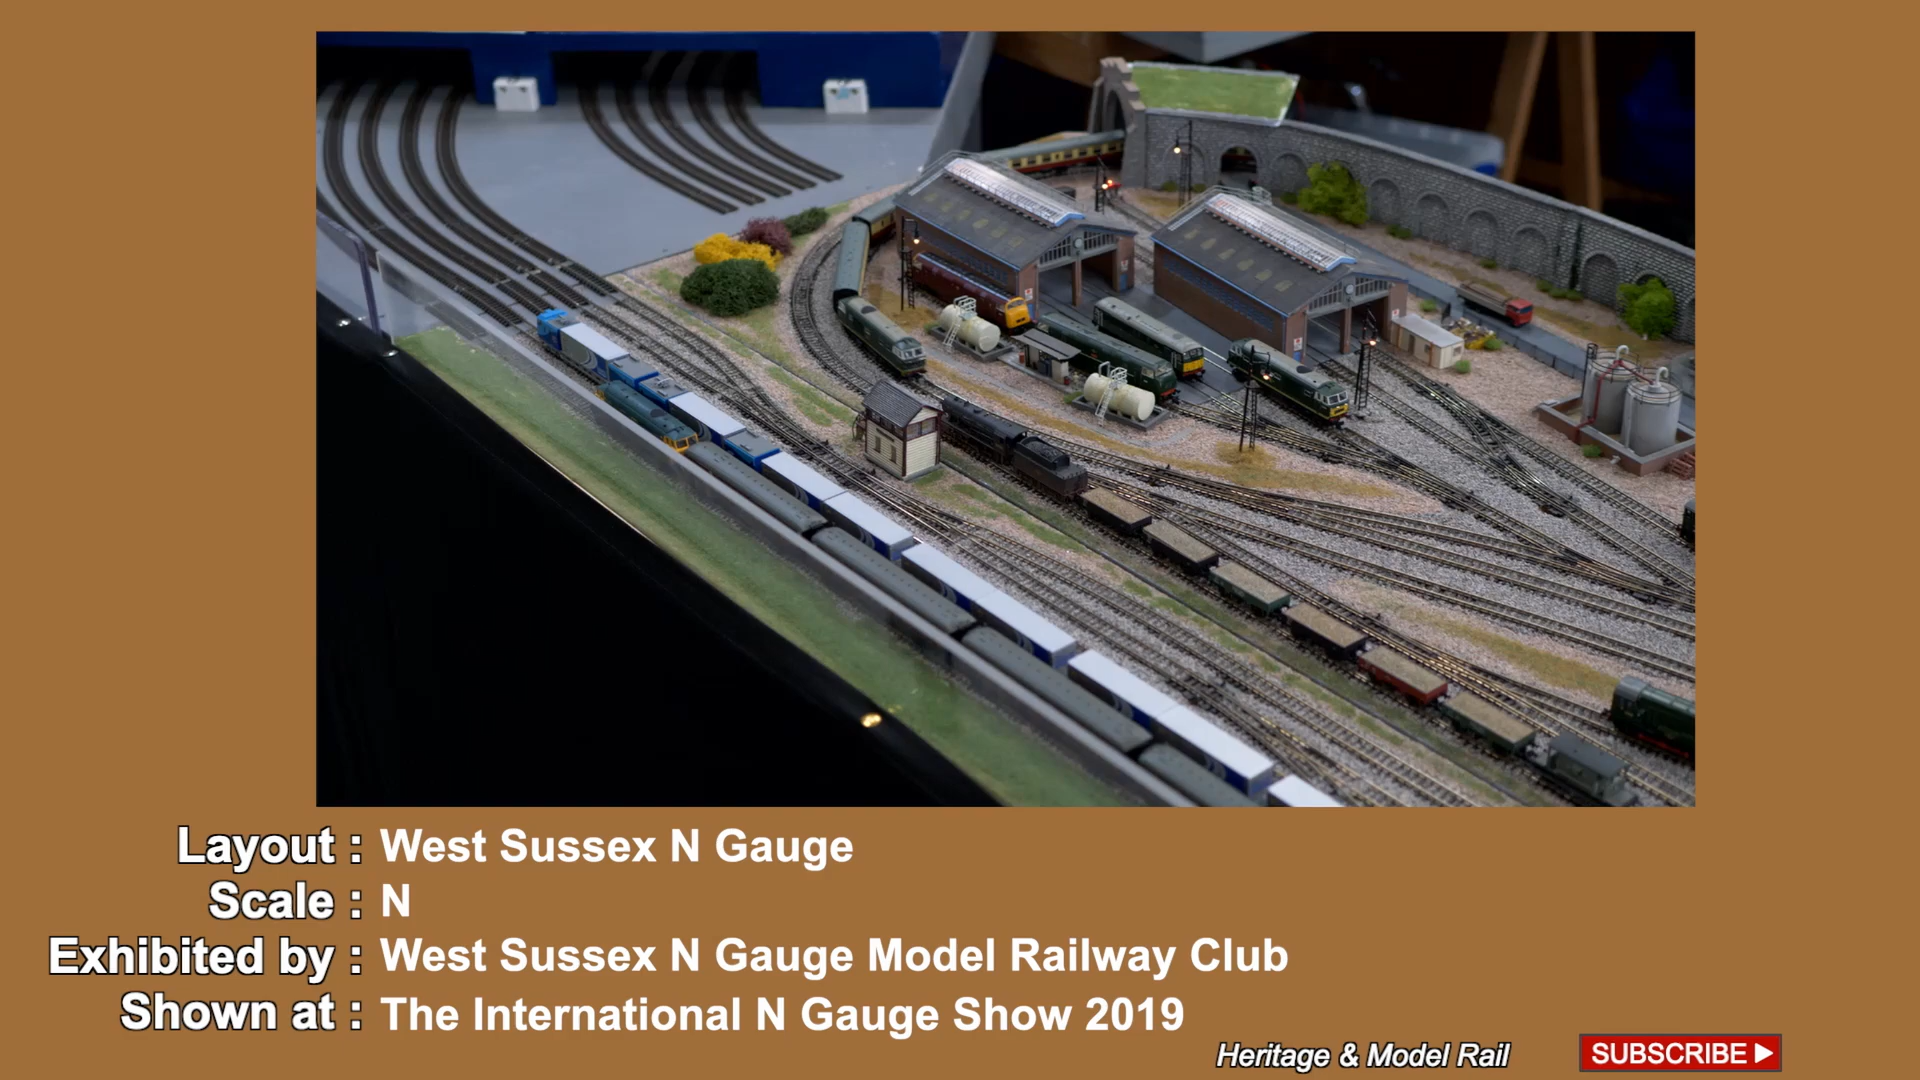 Layout : West Sussex N Gauge
Scale : N
Exhibited by : West Sussex N Gauge Model Railway Club
Shown at : The International N Gauge Show 2019
Heritage & Model Rail
SUBSCRIBE